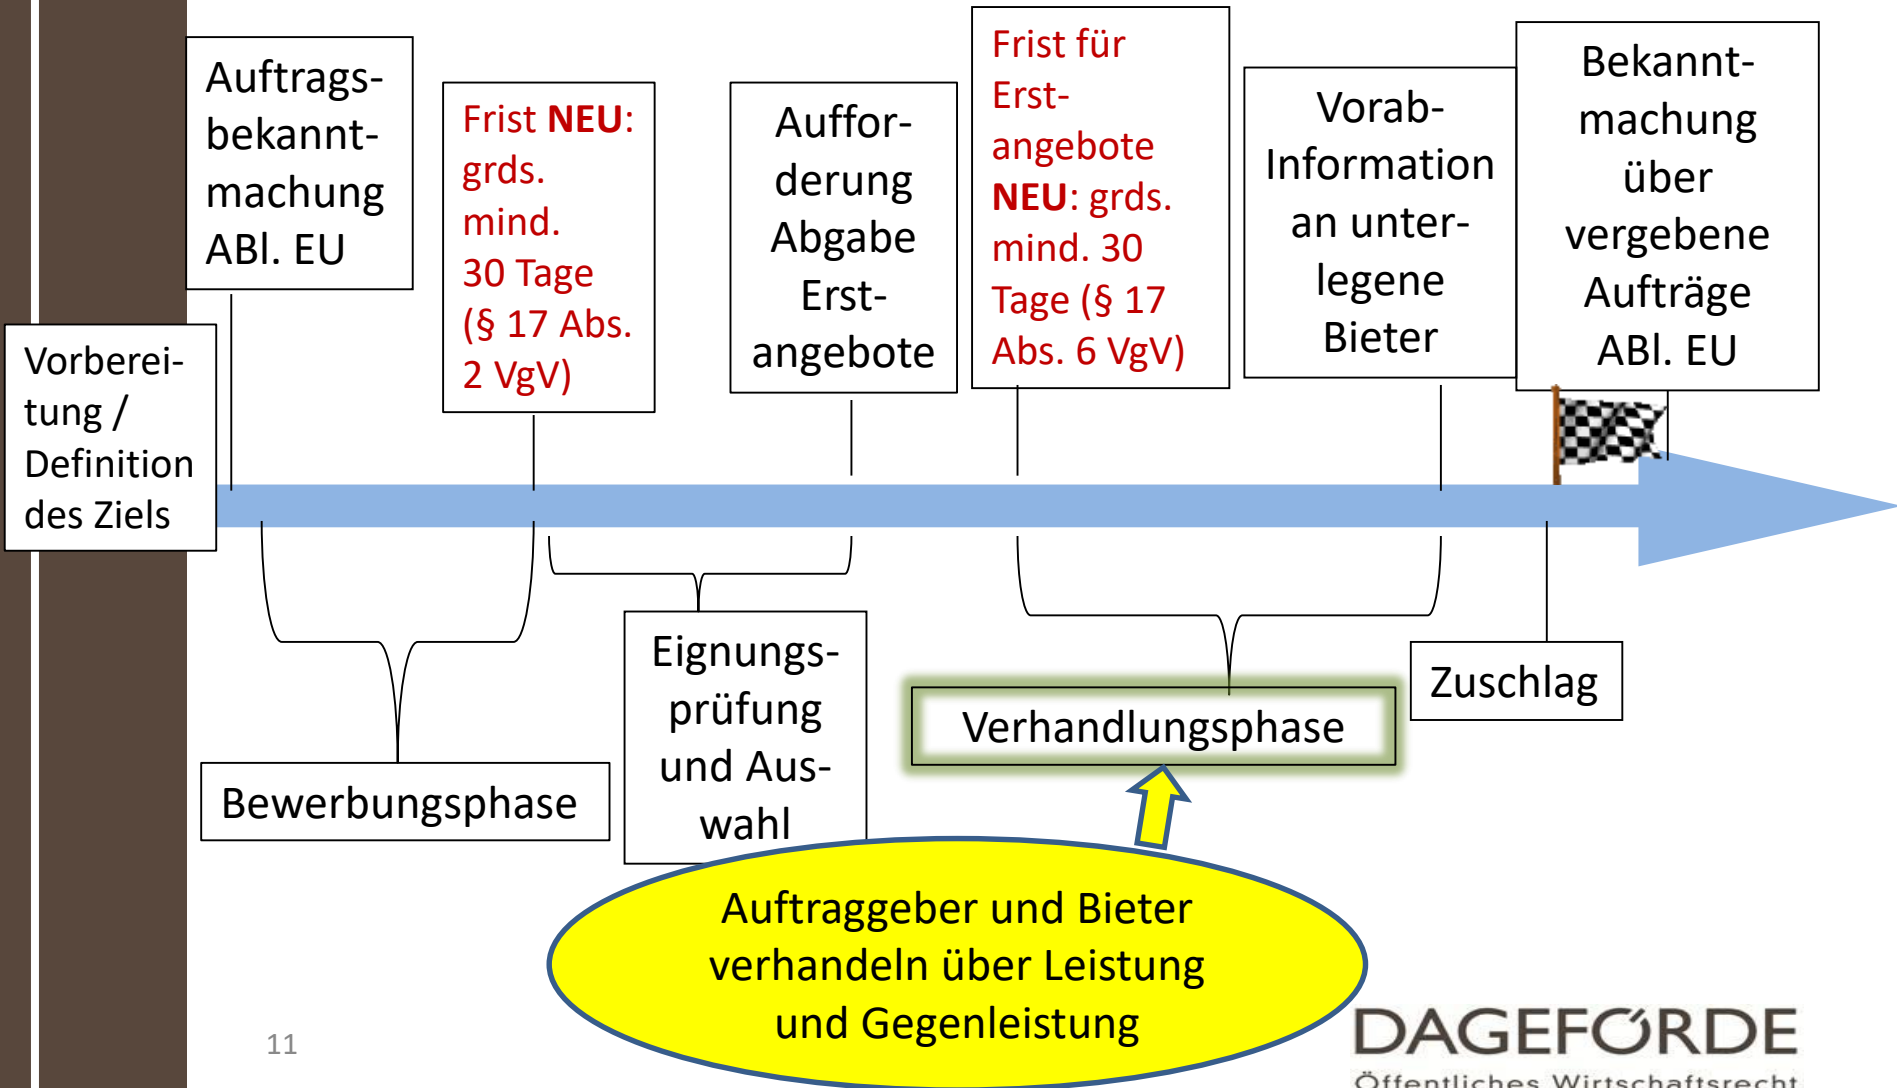 Vorberei-
tung /
Definition
des Ziels
Auftrags-
bekannt-
machung
ABl. EU
Frist NEU:
grds.
mind.
30 Tage
(§ 17 Abs.
2 VgV)
Auffor-
derung
Abgabe
Erst-
angebote
Frist für
Erst-
angebote
NEU: grds.
mind. 30
Tage (§ 17
Abs. 6 VgV)
Vorab-
Information
an unter-
legene
Bieter
Bekannt-
machung
über
vergebene
Aufträge
ABl. EU
Bewerbungsphase
Eignungs-
prüfung
und Aus-
wahl
Verhandlungsphase
Zuschlag
Auftraggeber und Bieter
verhandeln über Leistung
und Gegenleistung
11
DAGEFÖRDE
Öffentliches Wirtschaftsrecht